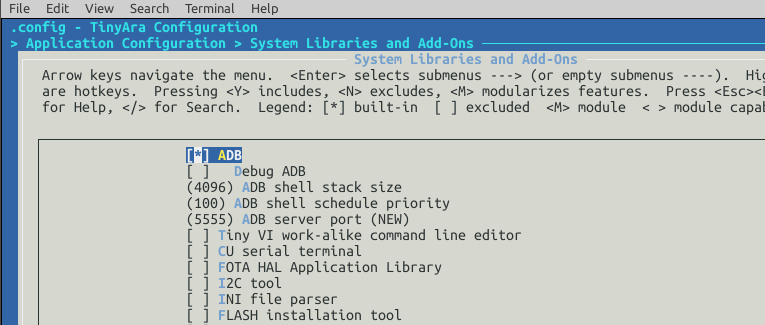 File Edit View Search Terminal Help
.config - TinyAra Configuration
> Application Configuration > System Libraries and Add-Ons
System Libraries and Add-Ons
Arrow keys navigate the menu. <Enter> selects submenus ---> (or empty submenus ----).
are hotkeys. Pressing <Y> includes, <N> excludes, <M> modularizes features. Press <Esc>
for Help, </> for Search. Legend: [*] built-in [ ] excluded <M> module < > module
[*] ADB
[ ] Debug ADB
(4096) ADB shell stack size
(100) ADB shell schedule priority
(5555) ADB server port (NEW)
[ ] Tiny VI work-alike command line editor
[ ] CU serial terminal
[ ] FOTA HAL Application Library
[ ] I2C tool
[ ] INI file parser
[ ] FLASH installation tool